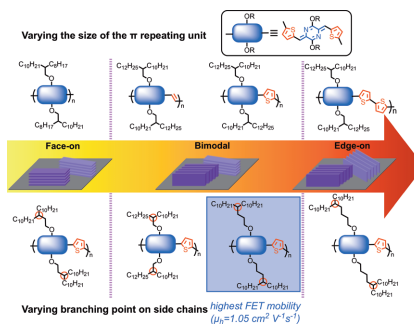 Varying the size of the π repeating unit
OR
OR
≡
OR
S
N
N
S
OR
C10H21 C8H17
O
n
O
C8H17 C10H21
C12H25 C10H21
O
n
O
C10H21 C12H25
C12H25 C10H21
O
S
n
O
C10H21 C12H25
C12H25 C10H21
O
S
S
n
O
C10H21 C12H25
Face-on
Bimodal
Edge-on
C10H21 C10H21
O
S
n
O
C10H21 C10H21
C12H25 C10H21
O
S
n
O
C12H25 C10H21
C10H21 C10H21
O
S
n
O
C10H21 C10H21
C10H21 C10H21
O
S
n
O
C10H21 C10H21
Varying branching point on side chains
highest FET mobility
(μh=1.05 cm² V⁻¹s⁻¹)